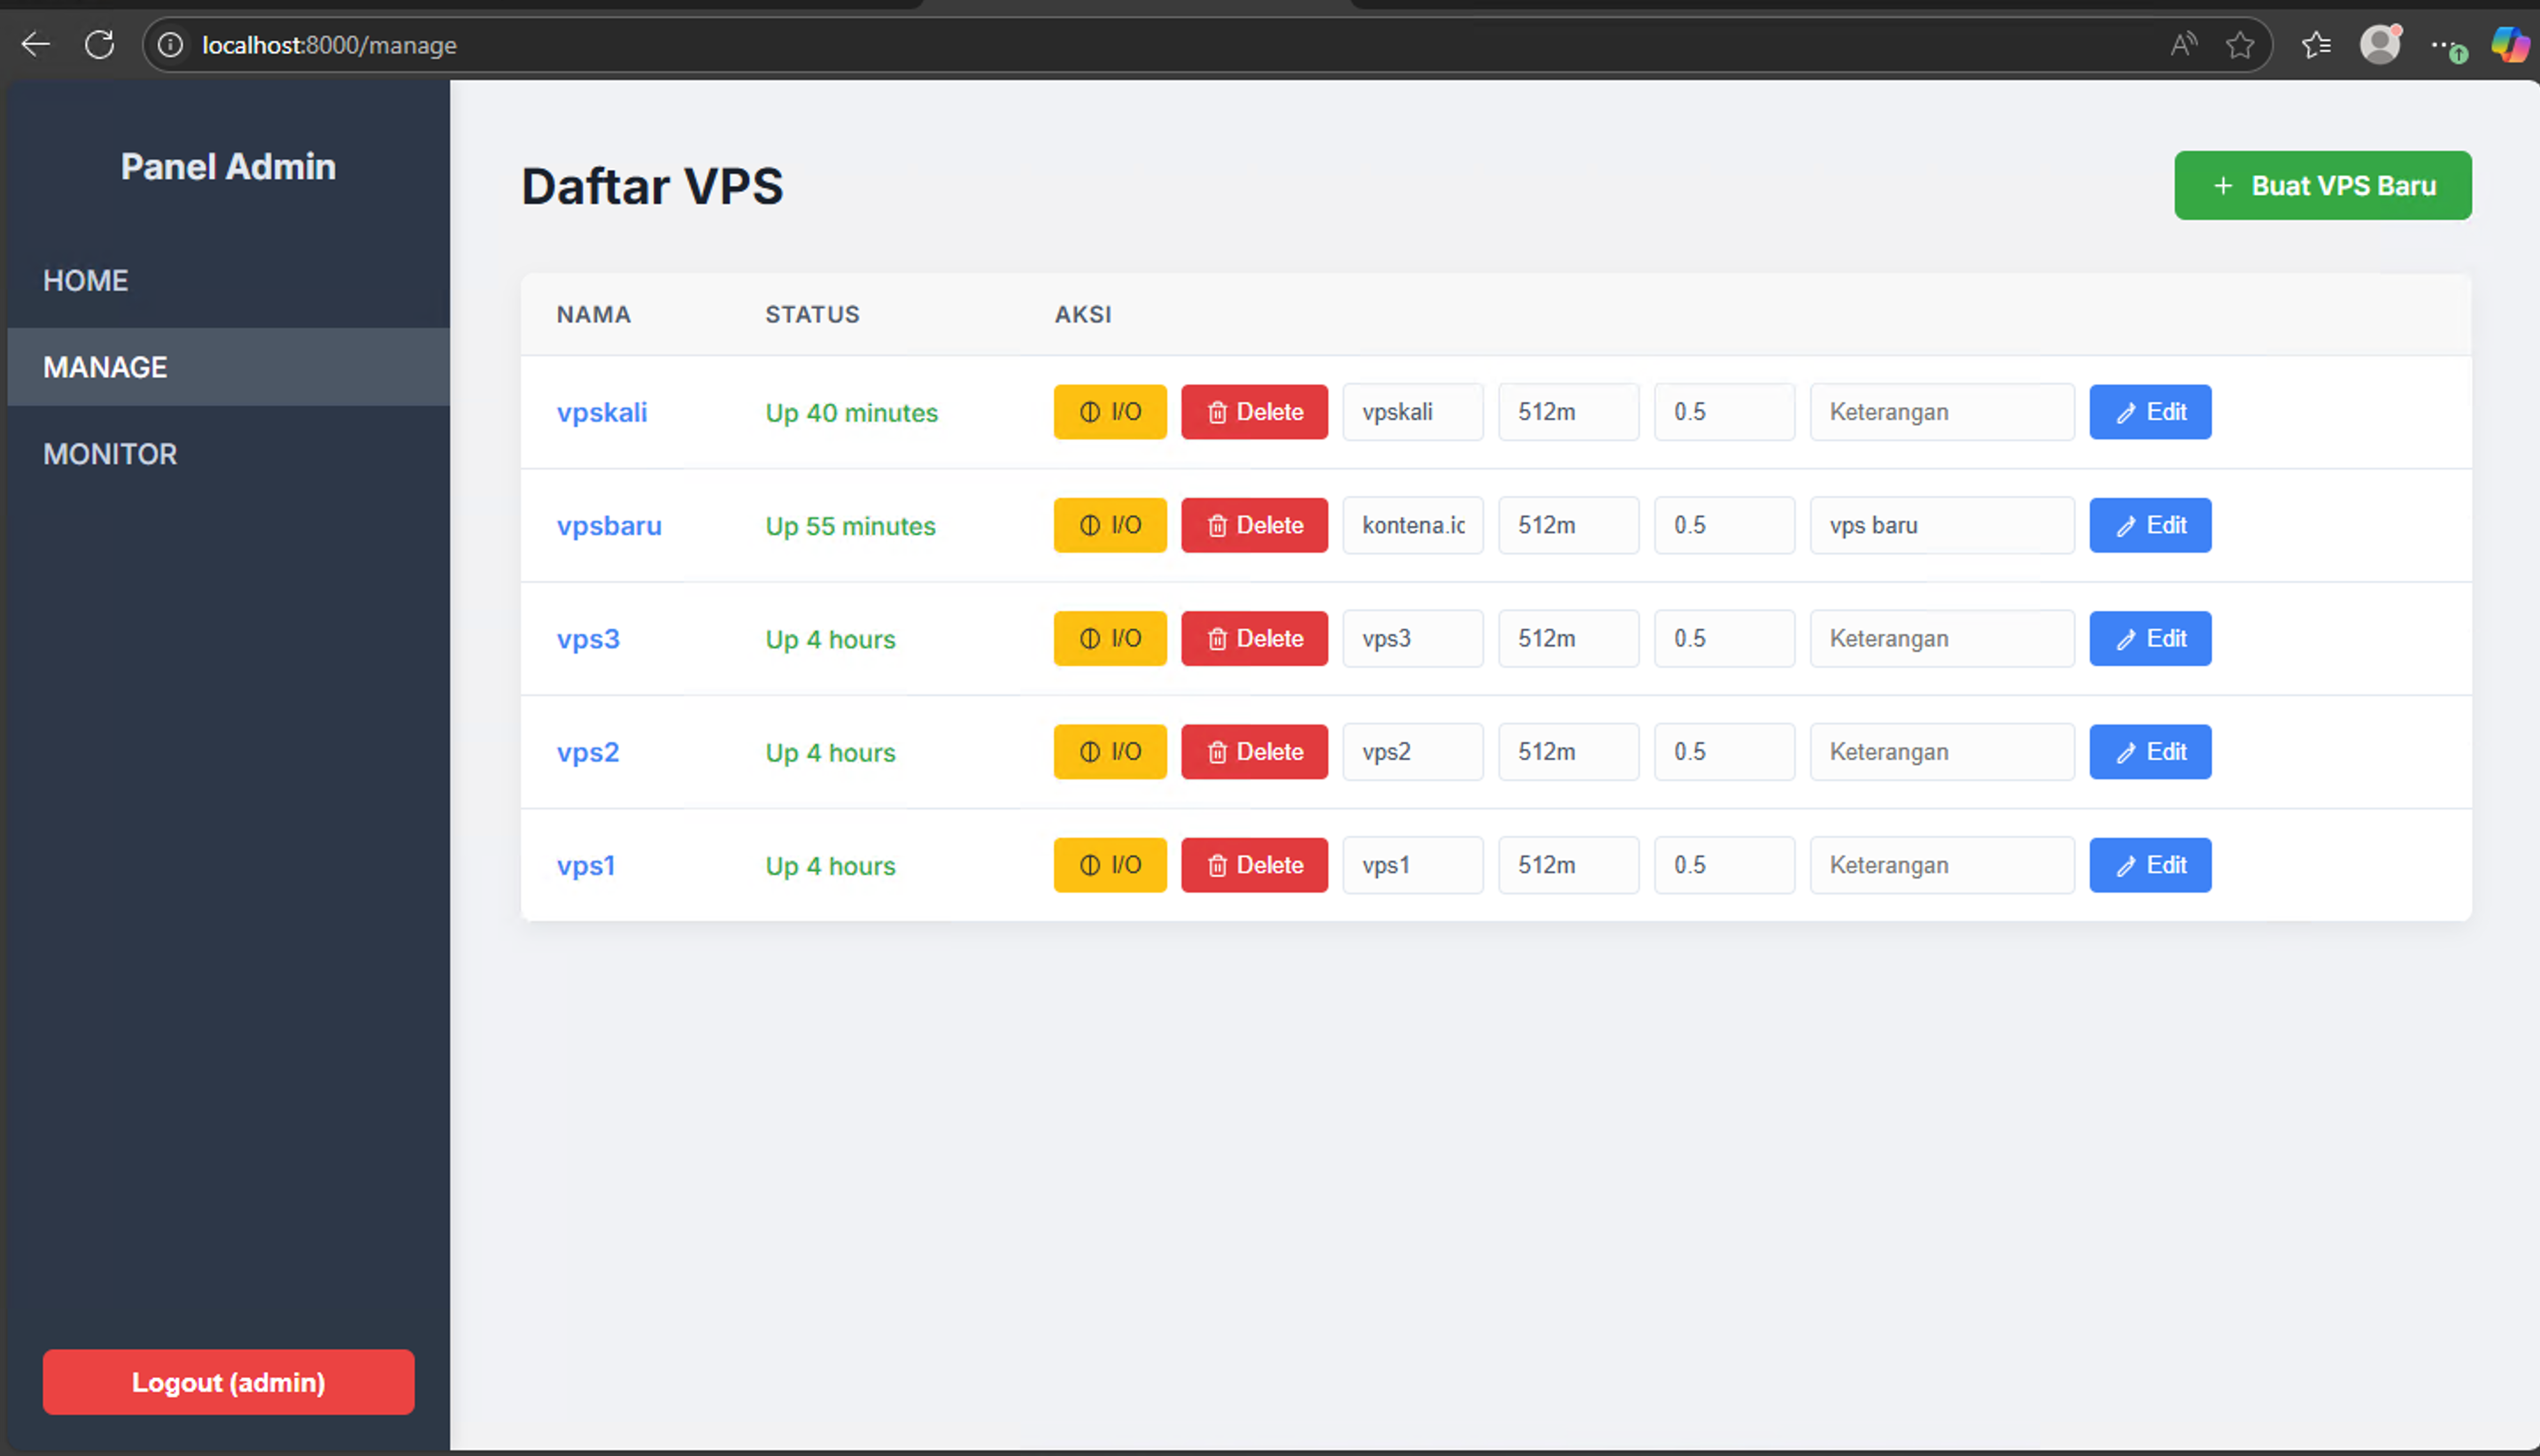 localhost:8000/manage
Panel Admin
HOME
MANAGE
MONITOR
Logout (admin)
Daftar VPS
+ Buat VPS Baru
NAMA STATUS AKSI
vpskali Up 40 minutes I/O Delete vpskali 512m 0.5 Keterangan Edit
vpsbaru Up 55 minutes I/O Delete kontena.ic 512m 0.5 vps baru Edit
vps3 Up 4 hours I/O Delete vps3 512m 0.5 Keterangan Edit
vps2 Up 4 hours I/O Delete vps2 512m 0.5 Keterangan Edit
vps1 Up 4 hours I/O Delete vps1 512m 0.5 Keterangan Edit